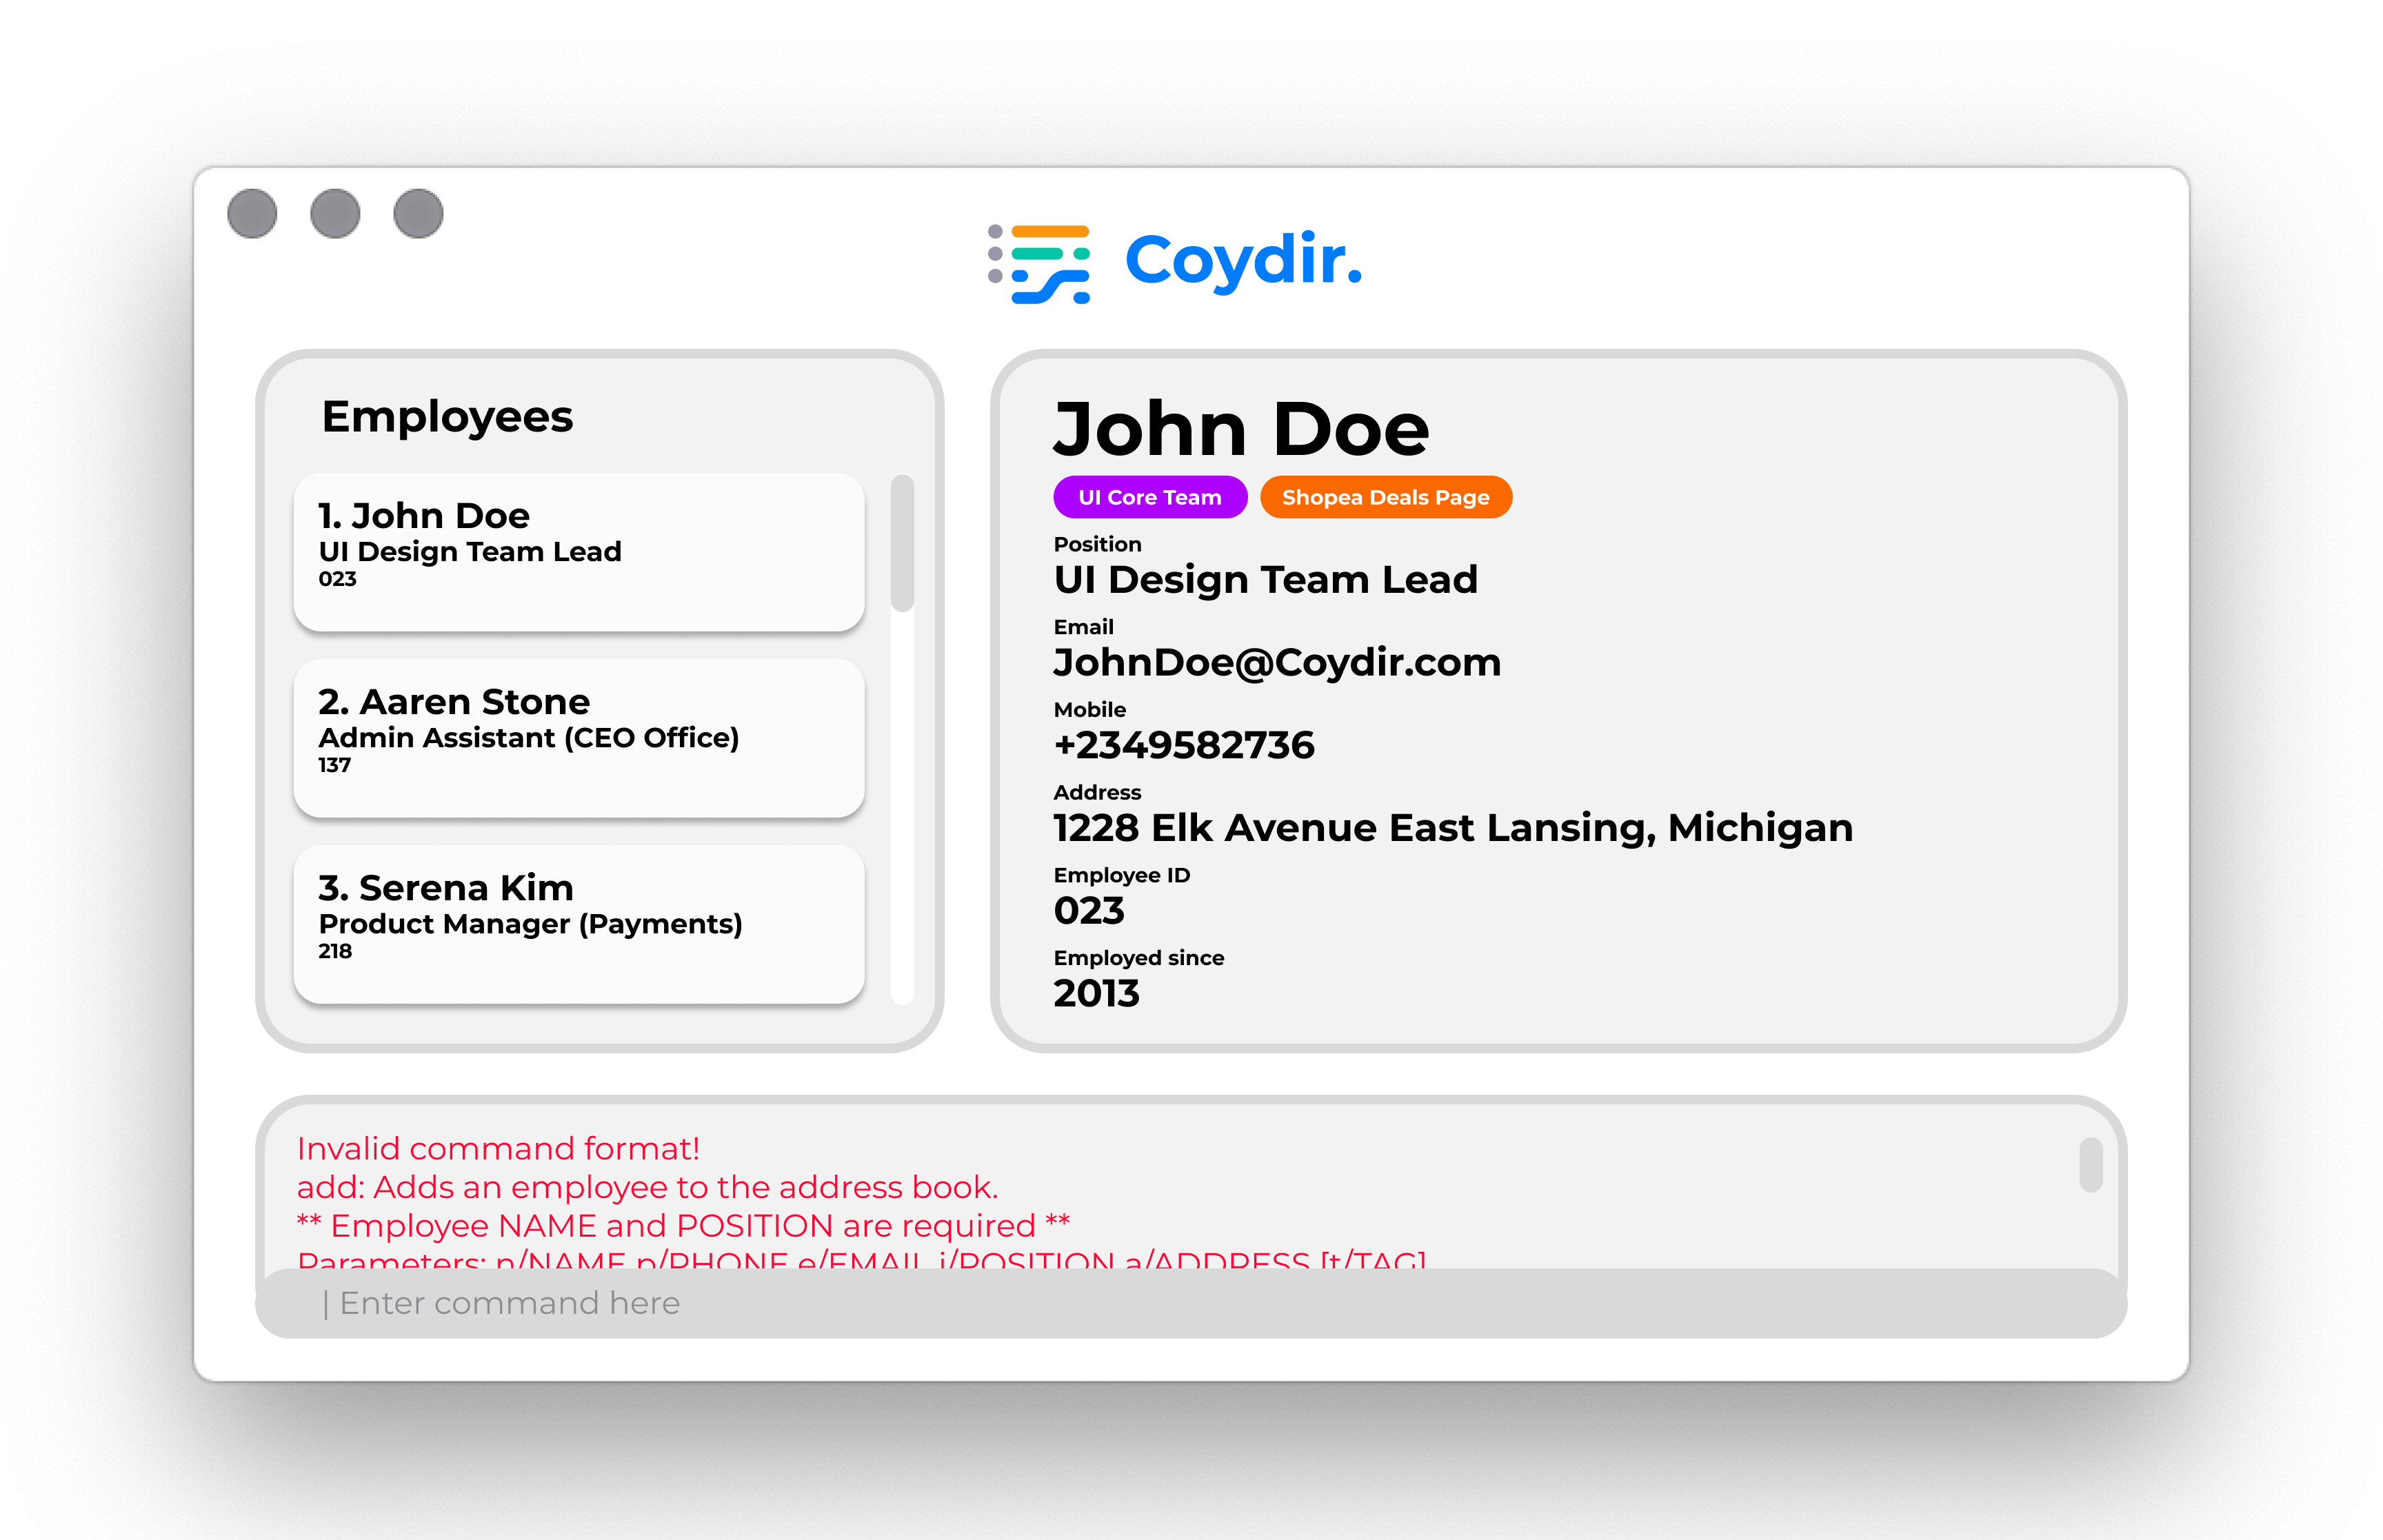 Coydir.
Employees
1. John Doe
UI Design Team Lead
023
2. Aaren Stone
Admin Assistant (CEO Office)
137
3. Serena Kim
Product Manager (Payments)
218
John Doe
UI Core Team
Shopea Deals Page
Position
UI Design Team Lead
Email
JohnDoe@Coydir.com
Mobile
+2349582736
Address
1228 Elk Avenue East Lansing, Michigan
Employee ID
023
Employed since
2013
Invalid command format!
add: Adds an employee to the address book.
** Employee NAME and POSITION are required **
Parameters: n/NAME p/PHONE e/EMAIL j/POSITION a/ADDRESS [t/TAG]
| Enter command here